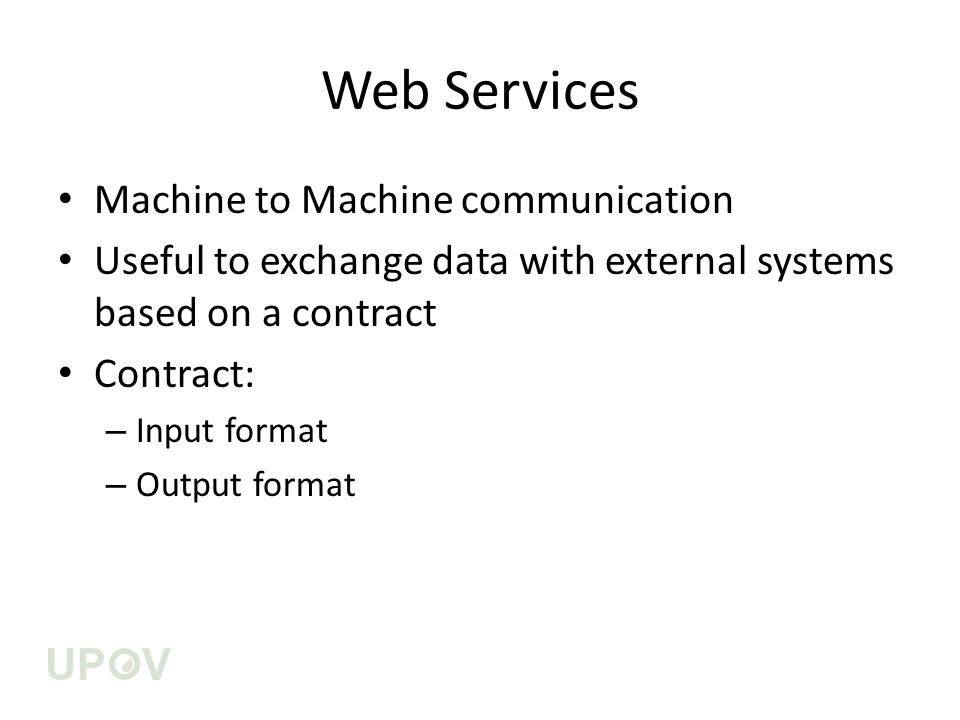 Web Services
• Machine to Machine communication
• Useful to exchange data with external systems
based on a contract
• Contract:
– Input format
– Output format
UPOV